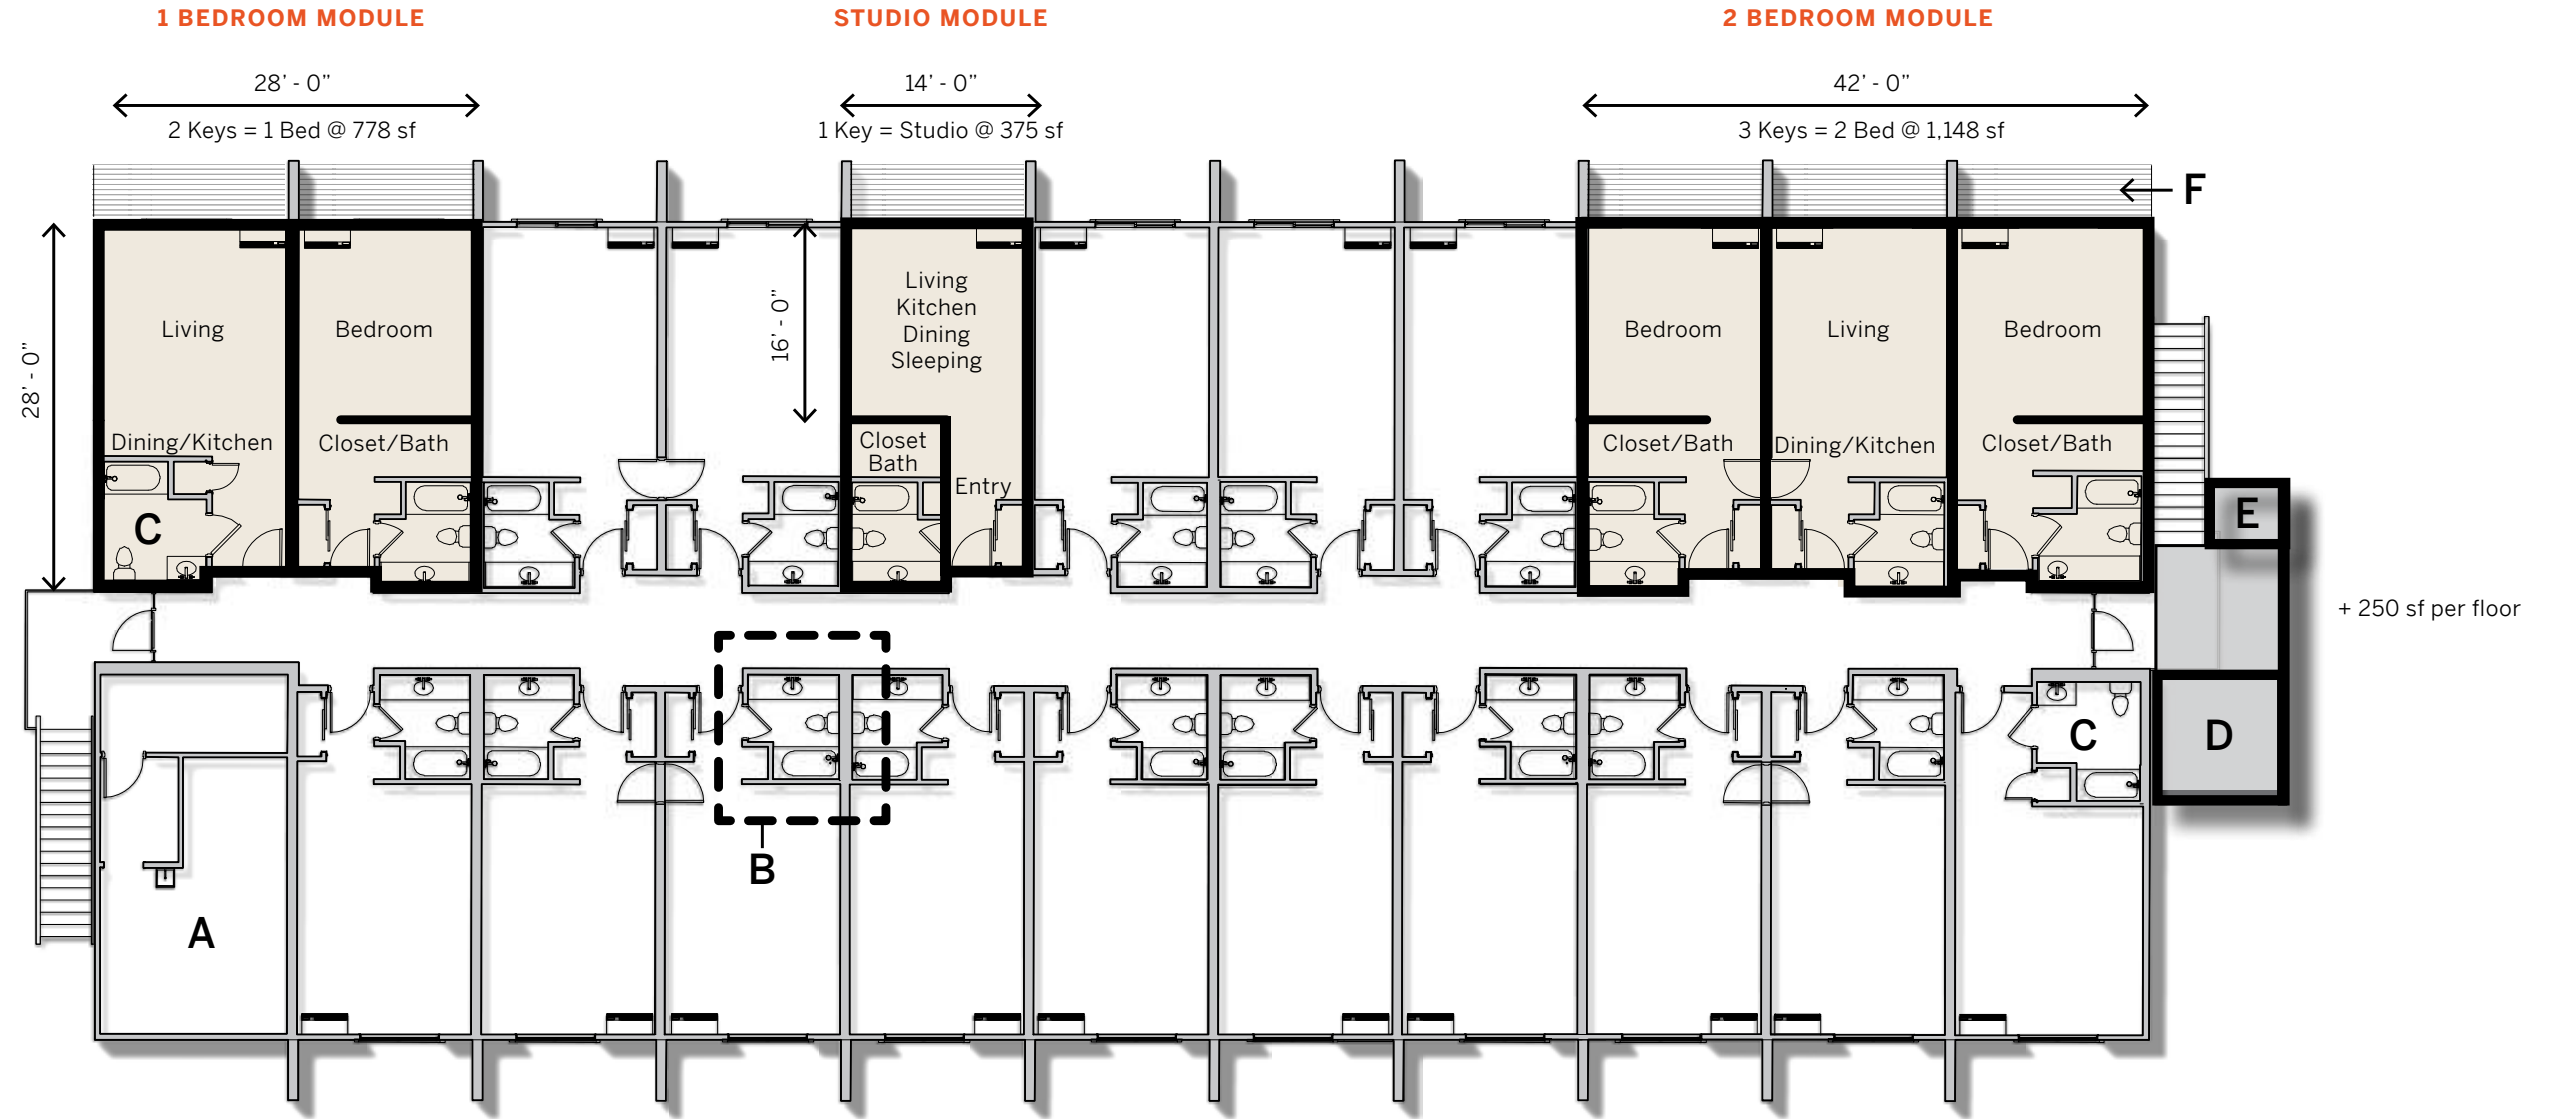 1 BEDROOM MODULE
STUDIO MODULE
2 BEDROOM MODULE
28’ - 0”
14’ - 0”
42’ - 0”
2 Keys = 1 Bed @ 778 sf
1 Key = Studio @ 375 sf
3 Keys = 2 Bed @ 1,148 sf
F
28’ - 0”
16’ - 0”
Living
Bedroom
Living
Kitchen
Dining
Sleeping
Bedroom
Living
Bedroom
Dining/Kitchen
Closet/Bath
Closet
Bath
Entry
Closet/Bath
Dining/Kitchen
Closet/Bath
C
E
+ 250 sf per floor
C
D
B
A